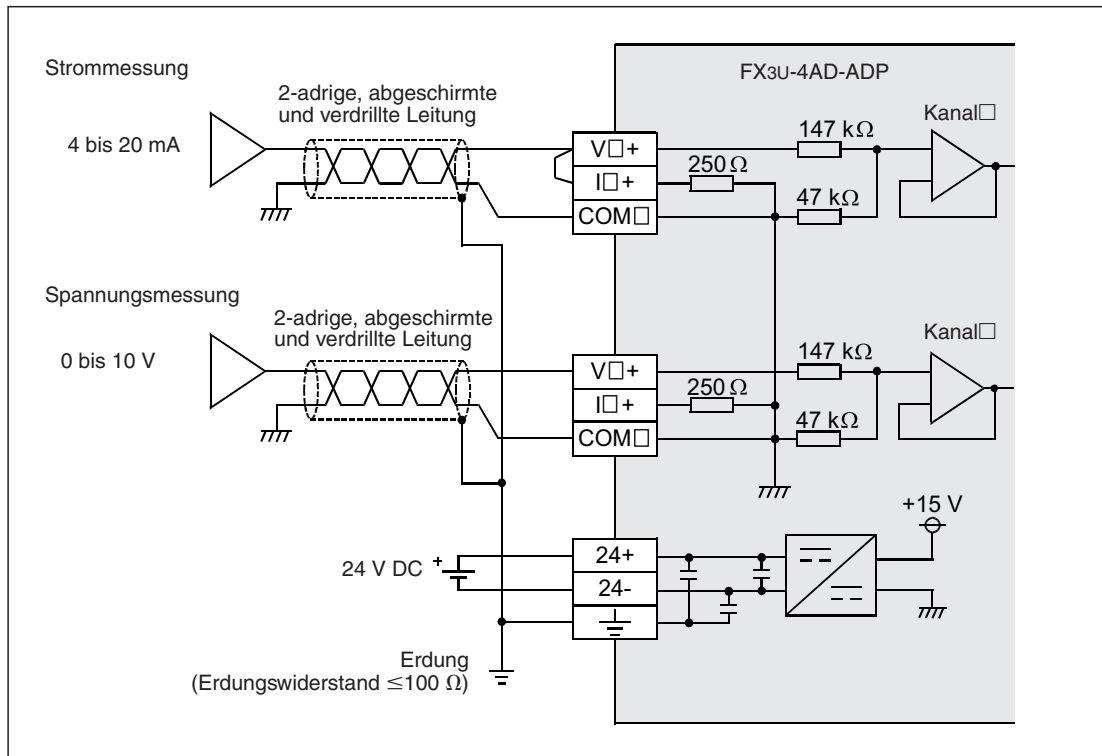 Strommessung
4 bis 20 mA
2-adrige, abgeschirmte
und verdrillte Leitung
FX3U-4AD-ADP
Kanal□
V□+
I□+
COM□
147 kΩ
250 Ω
47 kΩ
Spannungsmessung
0 bis 10 V
2-adrige, abgeschirmte
und verdrillte Leitung
Kanal□
V□+
I□+
COM□
147 kΩ
250 Ω
47 kΩ
+15 V
24 V DC
+
24+
24-
Erdung
(Erdungswiderstand ≤100 Ω)